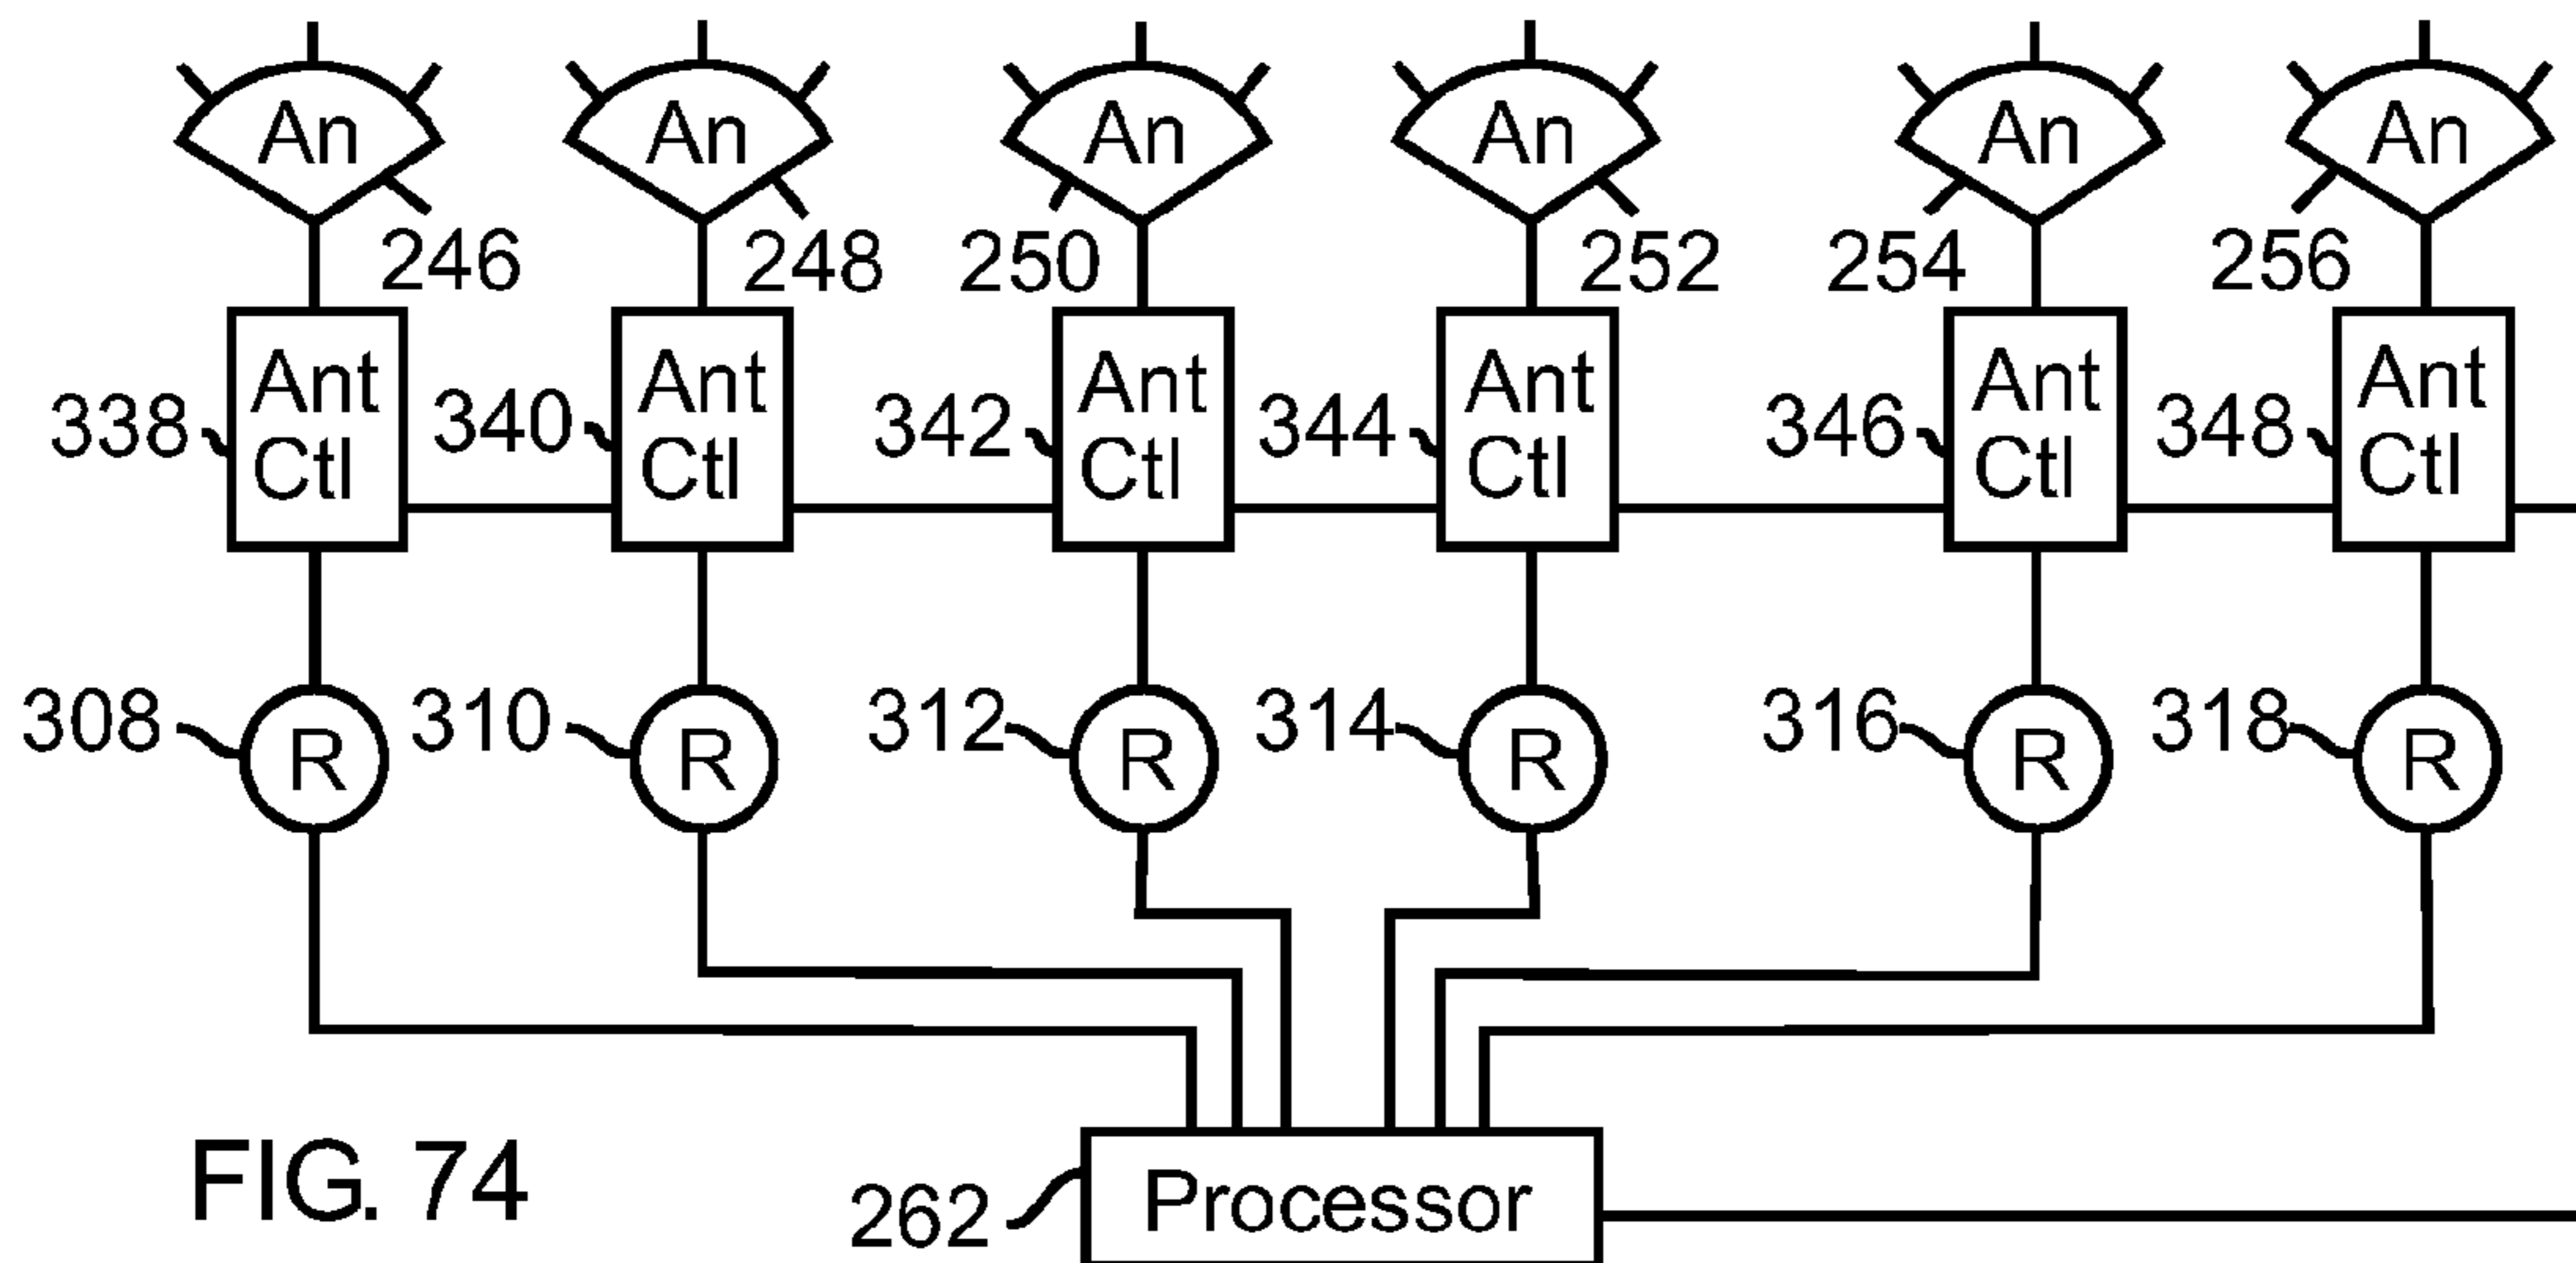 An An An An An An
246 248 250 252 254 256
Ant Ant Ant Ant Ant Ant
338 340 342 344 346 348
Ctl Ctl Ctl Ctl Ctl Ctl
308 310 312 314 316 318
R R R R R R
FIG. 74
262 Processor